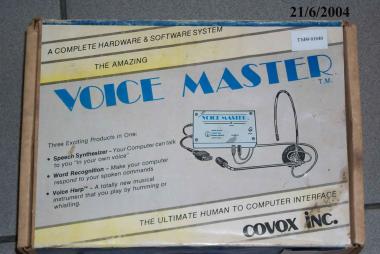 21/6/2004
A COMPLETE HARDWARE & SOFTWARE SYSTEM
THE AMAZING
VOICE MASTER T.M.
Three Exciting Products in One:
• Speech Synthesizer – Your Computer can talk
to you "in your own voice"
• Word Recognition – Make your computer
respond to your spoken commands
• Voice Harp™ – A totally new musical
instrument that you play by humming or
whistling.
VOICE MASTER
THE ULTIMATE HUMAN TO COMPUTER INTERFACE
COVOX INC.